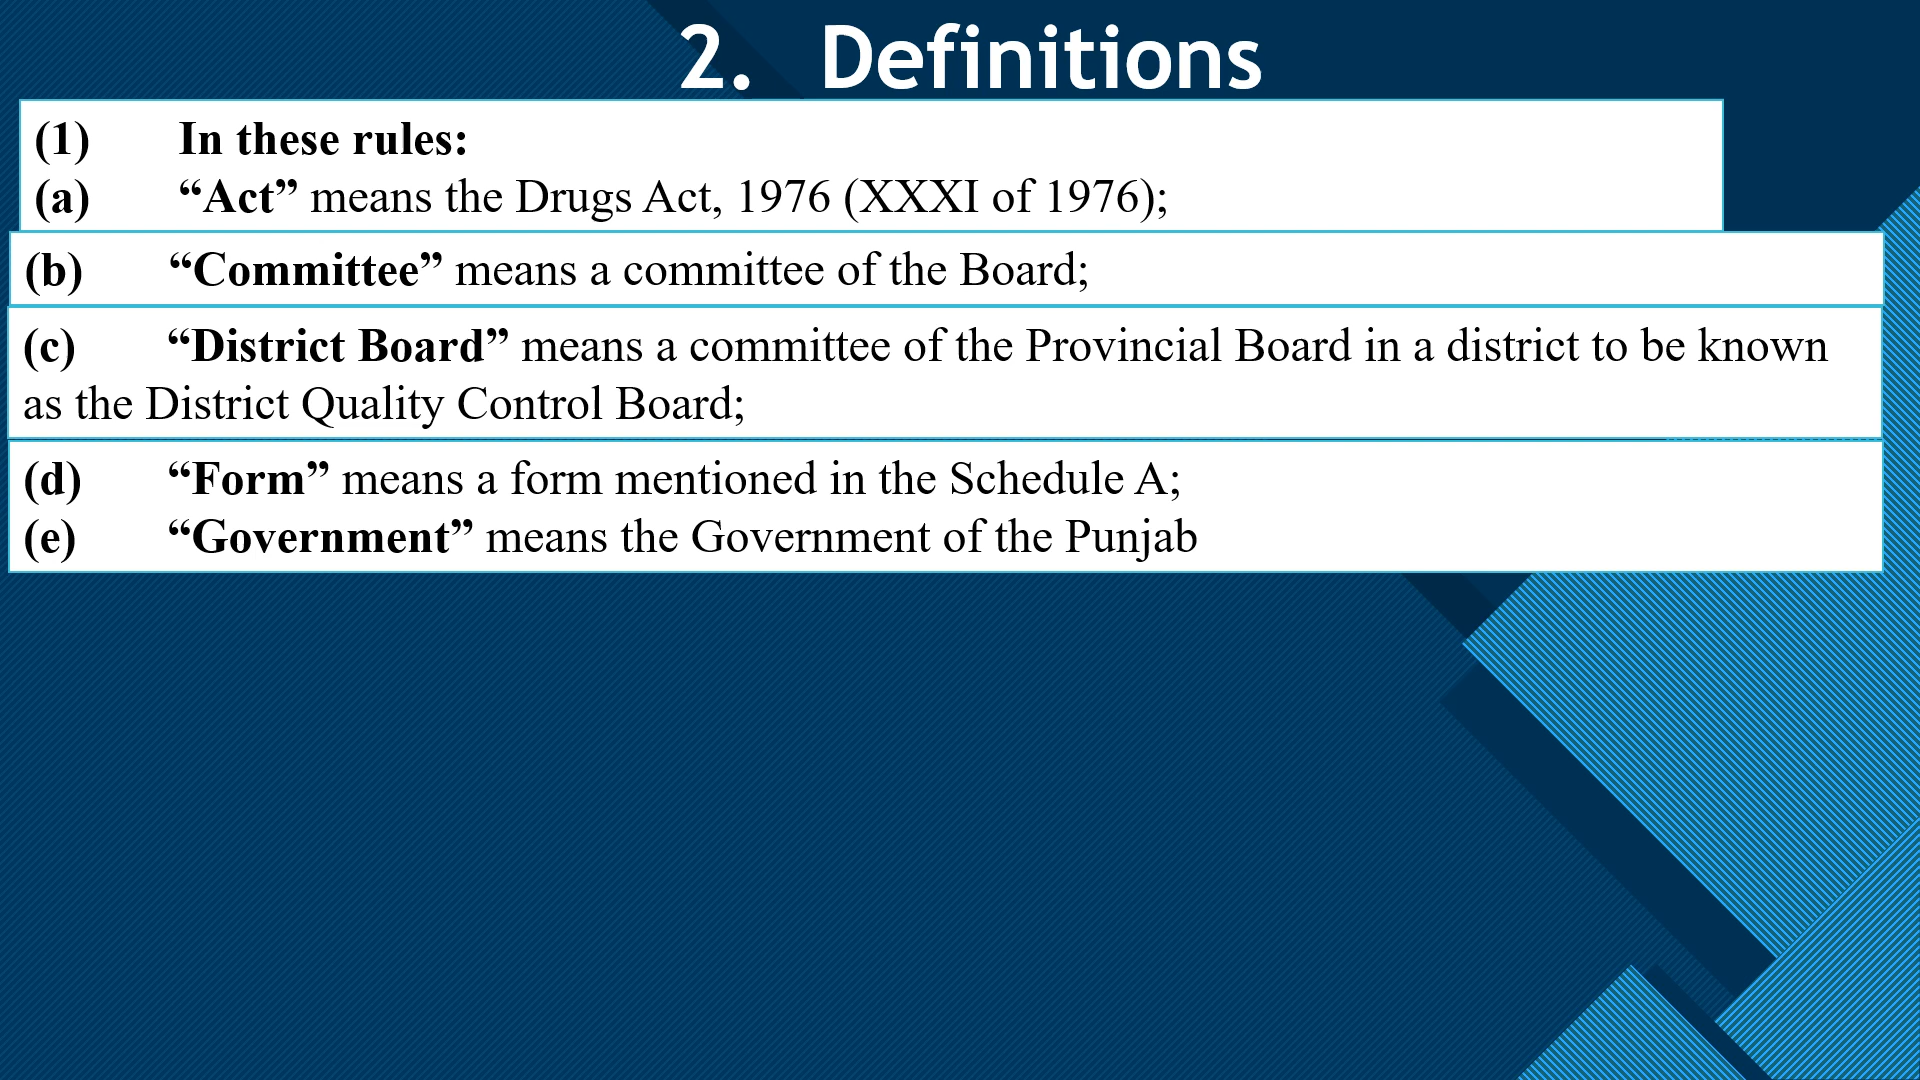 2. Definitions
(1) In these rules:
(a) “Act” means the Drugs Act, 1976 (XXXI of 1976);
(b) “Committee” means a committee of the Board;
(c) “District Board” means a committee of the Provincial Board in a district to be known
as the District Quality Control Board;
(d) “Form” means a form mentioned in the Schedule A;
(e) “Government” means the Government of the Punjab